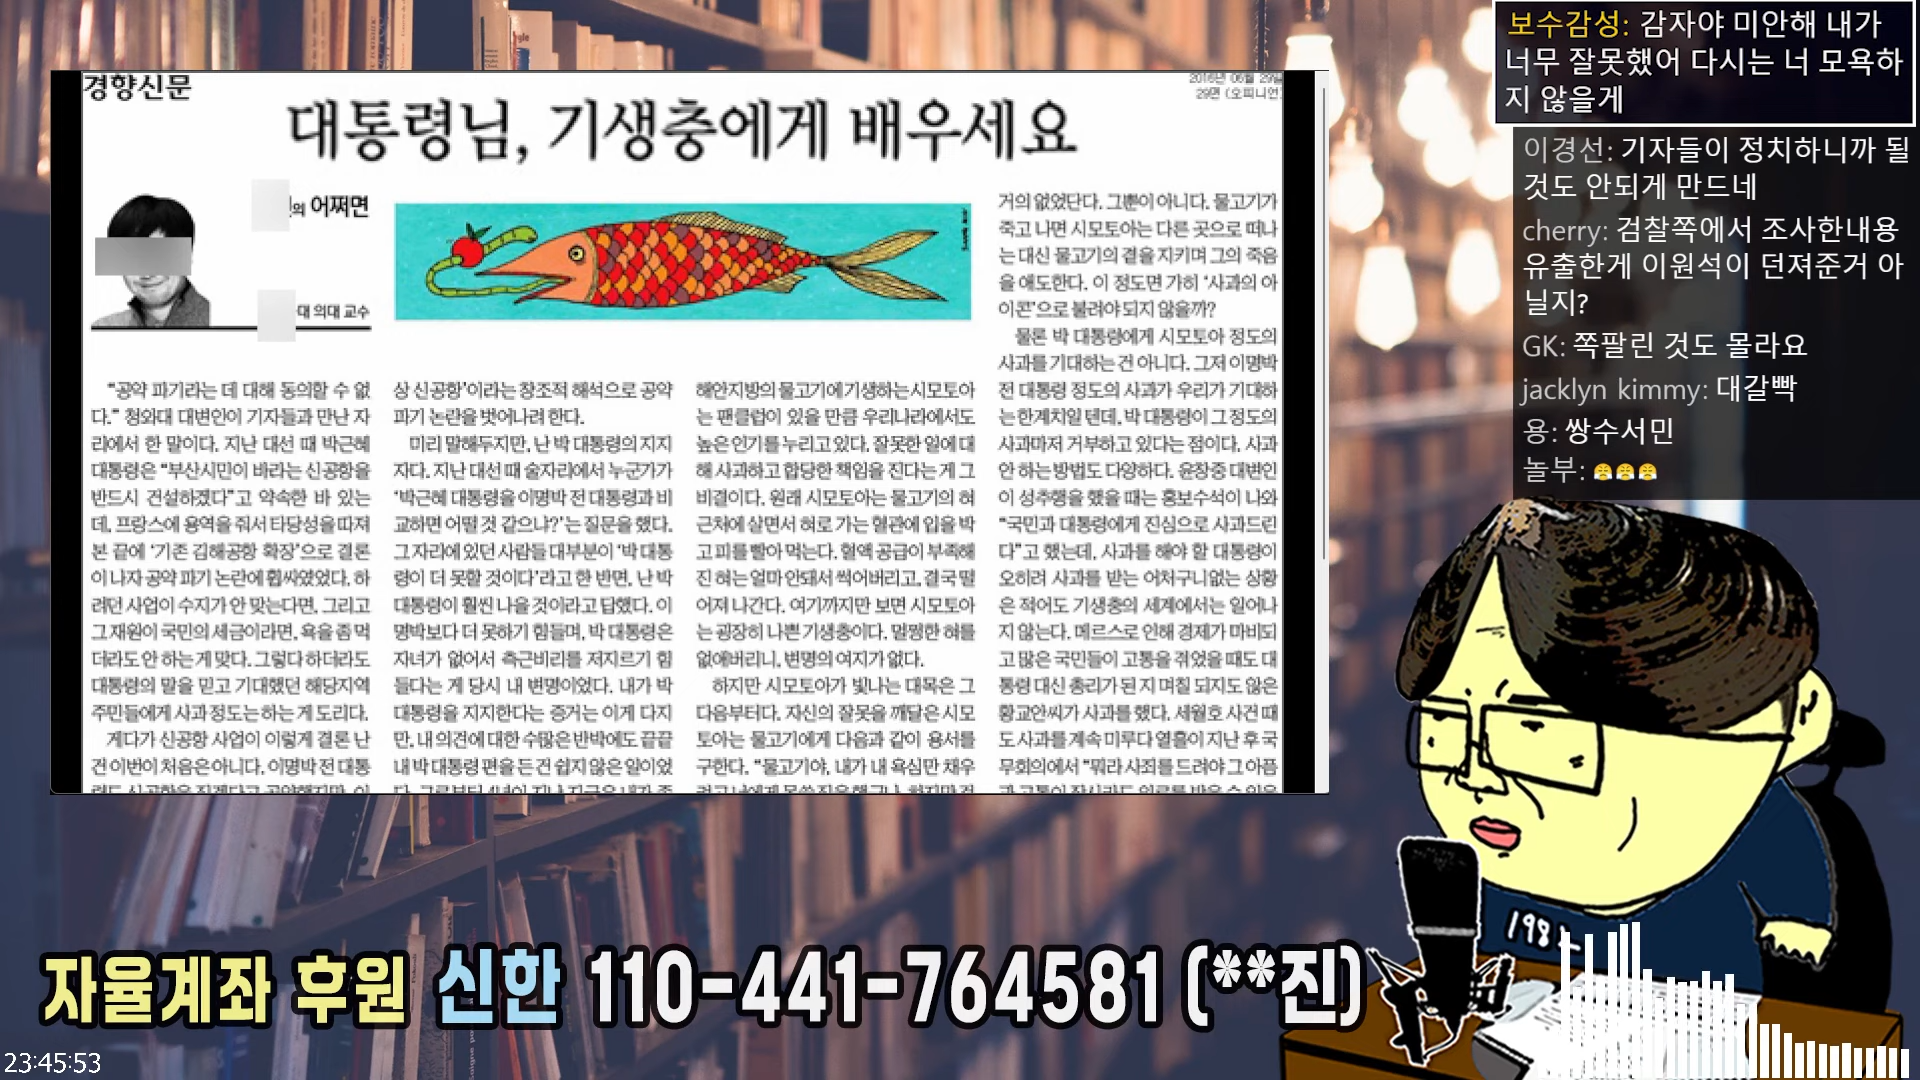 경향신문
2016년 06월 29일
29면 (오피니언)
대통령님, 기생충에게 배우세요
의 어쩌면
대 의대 교수
“공약 파기라는 데 대해 동의할 수 없
다.” 청와대 대변인이 기자들과 만난 자
리에서 한 말이다. 지난 대선 때 박근혜
대통령은 “부산시민이 바라는 신공항을
반드시 건설하겠다”고 약속한 바 있는
데, 프랑스에 용역을 줘서 타당성을 따져
본 끝에 ‘기존 김해공항 확장’으로 결론
이 나자 공약 파기 논란에 휩싸였었다. 하
려던 사업이 수지가 안 맞는다면, 그리고
그 재원이 국민의 세금이라면, 욕을 좀 먹
더라도 안 하는 게 맞다. 그렇다 하더라도
대통령의 말을 믿고 기대했던 해당지역
주민들에게 사과 정도는 하는 게 도리다.
게다가 신공항 사업이 이렇게 결론 난
건 이번이 처음은 아니다. 이명박 전 대통
상 신공항’이라는 창조적 해석으로 공약
파기 논란을 벗어나려 한다.
미리 말해두지만, 난 박 대통령의 지지
자다. 지난 대선 때 술자리에서 누군가가
‘박근혜 대통령을 이명박 전 대통령과 비
교하면 어떨 것 같으냐?’는 질문을 했다.
그 자리에 있던 사람들 대부분이 ‘박 대통
령이 더 못할 것이다’라고 한 반면, 난 박
대통령이 훨씬 나을 것이라고 답했다. 이
명박보다 더 못하기 힘들며, 박 대통령은
자녀가 없어서 측근비리를 저지르기 힘
들다는 게 당시 내 변명이었다. 내가 박
대통령을 지지한다는 증거는 이게 다지
만, 내 의견에 대한 수많은 반박에도 끝끝
내 박 대통령 편을 든 건 쉽지 않은 일이었
해안지방의 물고기에 기생하는 시모토아
는 팬클럽이 있을 만큼 우리나라에서도
높은 인기를 누리고 있다. 잘못한 일에 대
해 사과하고 합당한 책임을 진다는 게 그
비결이다. 원래 시모토아는 물고기의 혀
근처에 살면서 혀로 가는 혈관에 입을 박
고 피를 빨아 먹는다. 혈액 공급이 부족해
진 혀는 얼마 안돼서 썩어버리고, 결국 떨
어져 나간다. 여기까지만 보면 시모토아
는 굉장히 나쁜 기생충이다. 멀쩡한 혀를
없애버리니, 변명의 여지가 없다.
하지만 시모토아가 빛나는 대목은 그
다음부터다. 자신의 잘못을 깨달은 시모
토아는 물고기에게 다음과 같이 용서를
구한다. “물고기야, 내가 내 욕심만 채우
거의 없었단다. 그뿐이 아니다. 물고기가
죽고 나면 시모토아는 다른 곳으로 떠나
는 대신 물고기의 곁을 지키며 그의 죽음
을 애도한다. 이 정도면 가히 ‘사과의 아
이콘’으로 불려야 되지 않을까?
물론 박 대통령에게 시모토아 정도의
사과를 기대하는 건 아니다. 그저 이명박
전 대통령 정도의 사과가 우리가 기대하
는 한계치일 텐데, 박 대통령이 그 정도의
사과마저 거부하고 있다는 점이다. 사과
안 하는 방법도 다양하다. 윤창중 대변인
이 성추행을 했을 때는 홍보수석이 나와
“국민과 대통령에게 진심으로 사과드린
다”고 했는데, 사과를 해야 할 대통령이
오히려 사과를 받는 어처구니없는 상황
은 적어도 기생충의 세계에서는 일어나
지 않는다. 메르스로 인해 경제가 마비되
고 많은 국민들이 고통을 겪었을 때도 대
통령 대신 총리가 된 지 며칠 되지도 않은
황교안씨가 사과를 했다. 세월호 사건 때
도 사과를 계속 미루다 열흘이 지난 후 국
무회의에서 “뭐라 사죄를 드려야 그 아픔
보수감성: 감자야 미안해 내가
너무 잘못했어 다시는 너 모욕하
지 않을게
이경선: 기자들이 정치하니까 될
것도 안되게 만드네
cherry: 검찰쪽에서 조사한내용
유출한게 이원석이 던져준거 아
닐지?
GK: 쪽팔린 것도 몰라요
jacklyn kimmy: 대갈빡
용: 쌍수서민
놀부: 😤😤😤
자율계좌 후원 신한 110-441-764581 (**진)
23:45:53